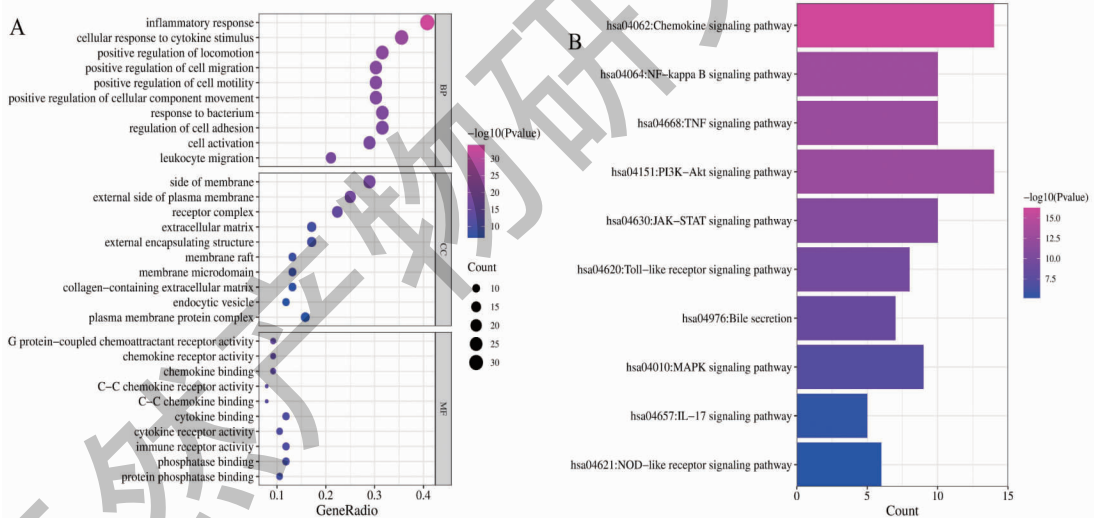 A
inflammatory response
cellular response to cytokine stimulus
positive regulation of locomotion
positive regulation of cell migration
positive regulation of cell motility
positive regulation of cellular component movement
response to bacterium
regulation of cell adhesion
cell activation
leukocyte migration
BP
side of membrane
external side of plasma membrane
receptor complex
extracellular matrix
external encapsulating structure
membrane raft
membrane microdomain
collagen-containing extracellular matrix
endocytic vesicle
plasma membrane protein complex
CC
G protein-coupled chemoattractant receptor activity
chemokine receptor activity
chemokine binding
C-C chemokine receptor activity
C-C chemokine binding
cytokine binding
cytokine receptor activity
immune receptor activity
phosphatase binding
protein phosphatase binding
MF
0.1 0.2 0.3 0.4
GeneRadio
-log10(Pvalue)
30
25
20
15
10
Count
10
15
20
25
30
B
hsa04062:Chemokine signaling pathway
hsa04064:NF-kappa B signaling pathway
hsa04668:TNF signaling pathway
hsa04151:PI3K-Akt signaling pathway
hsa04630:JAK-STAT signaling pathway
hsa04620:Toll-like receptor signaling pathway
hsa04976:Bile secretion
hsa04010:MAPK signaling pathway
hsa04657:IL-17 signaling pathway
hsa04621:NOD-like receptor signaling pathway
0 5 10 15
Count
-log10(Pvalue)
15.0
12.5
10.0
7.5
然产物研